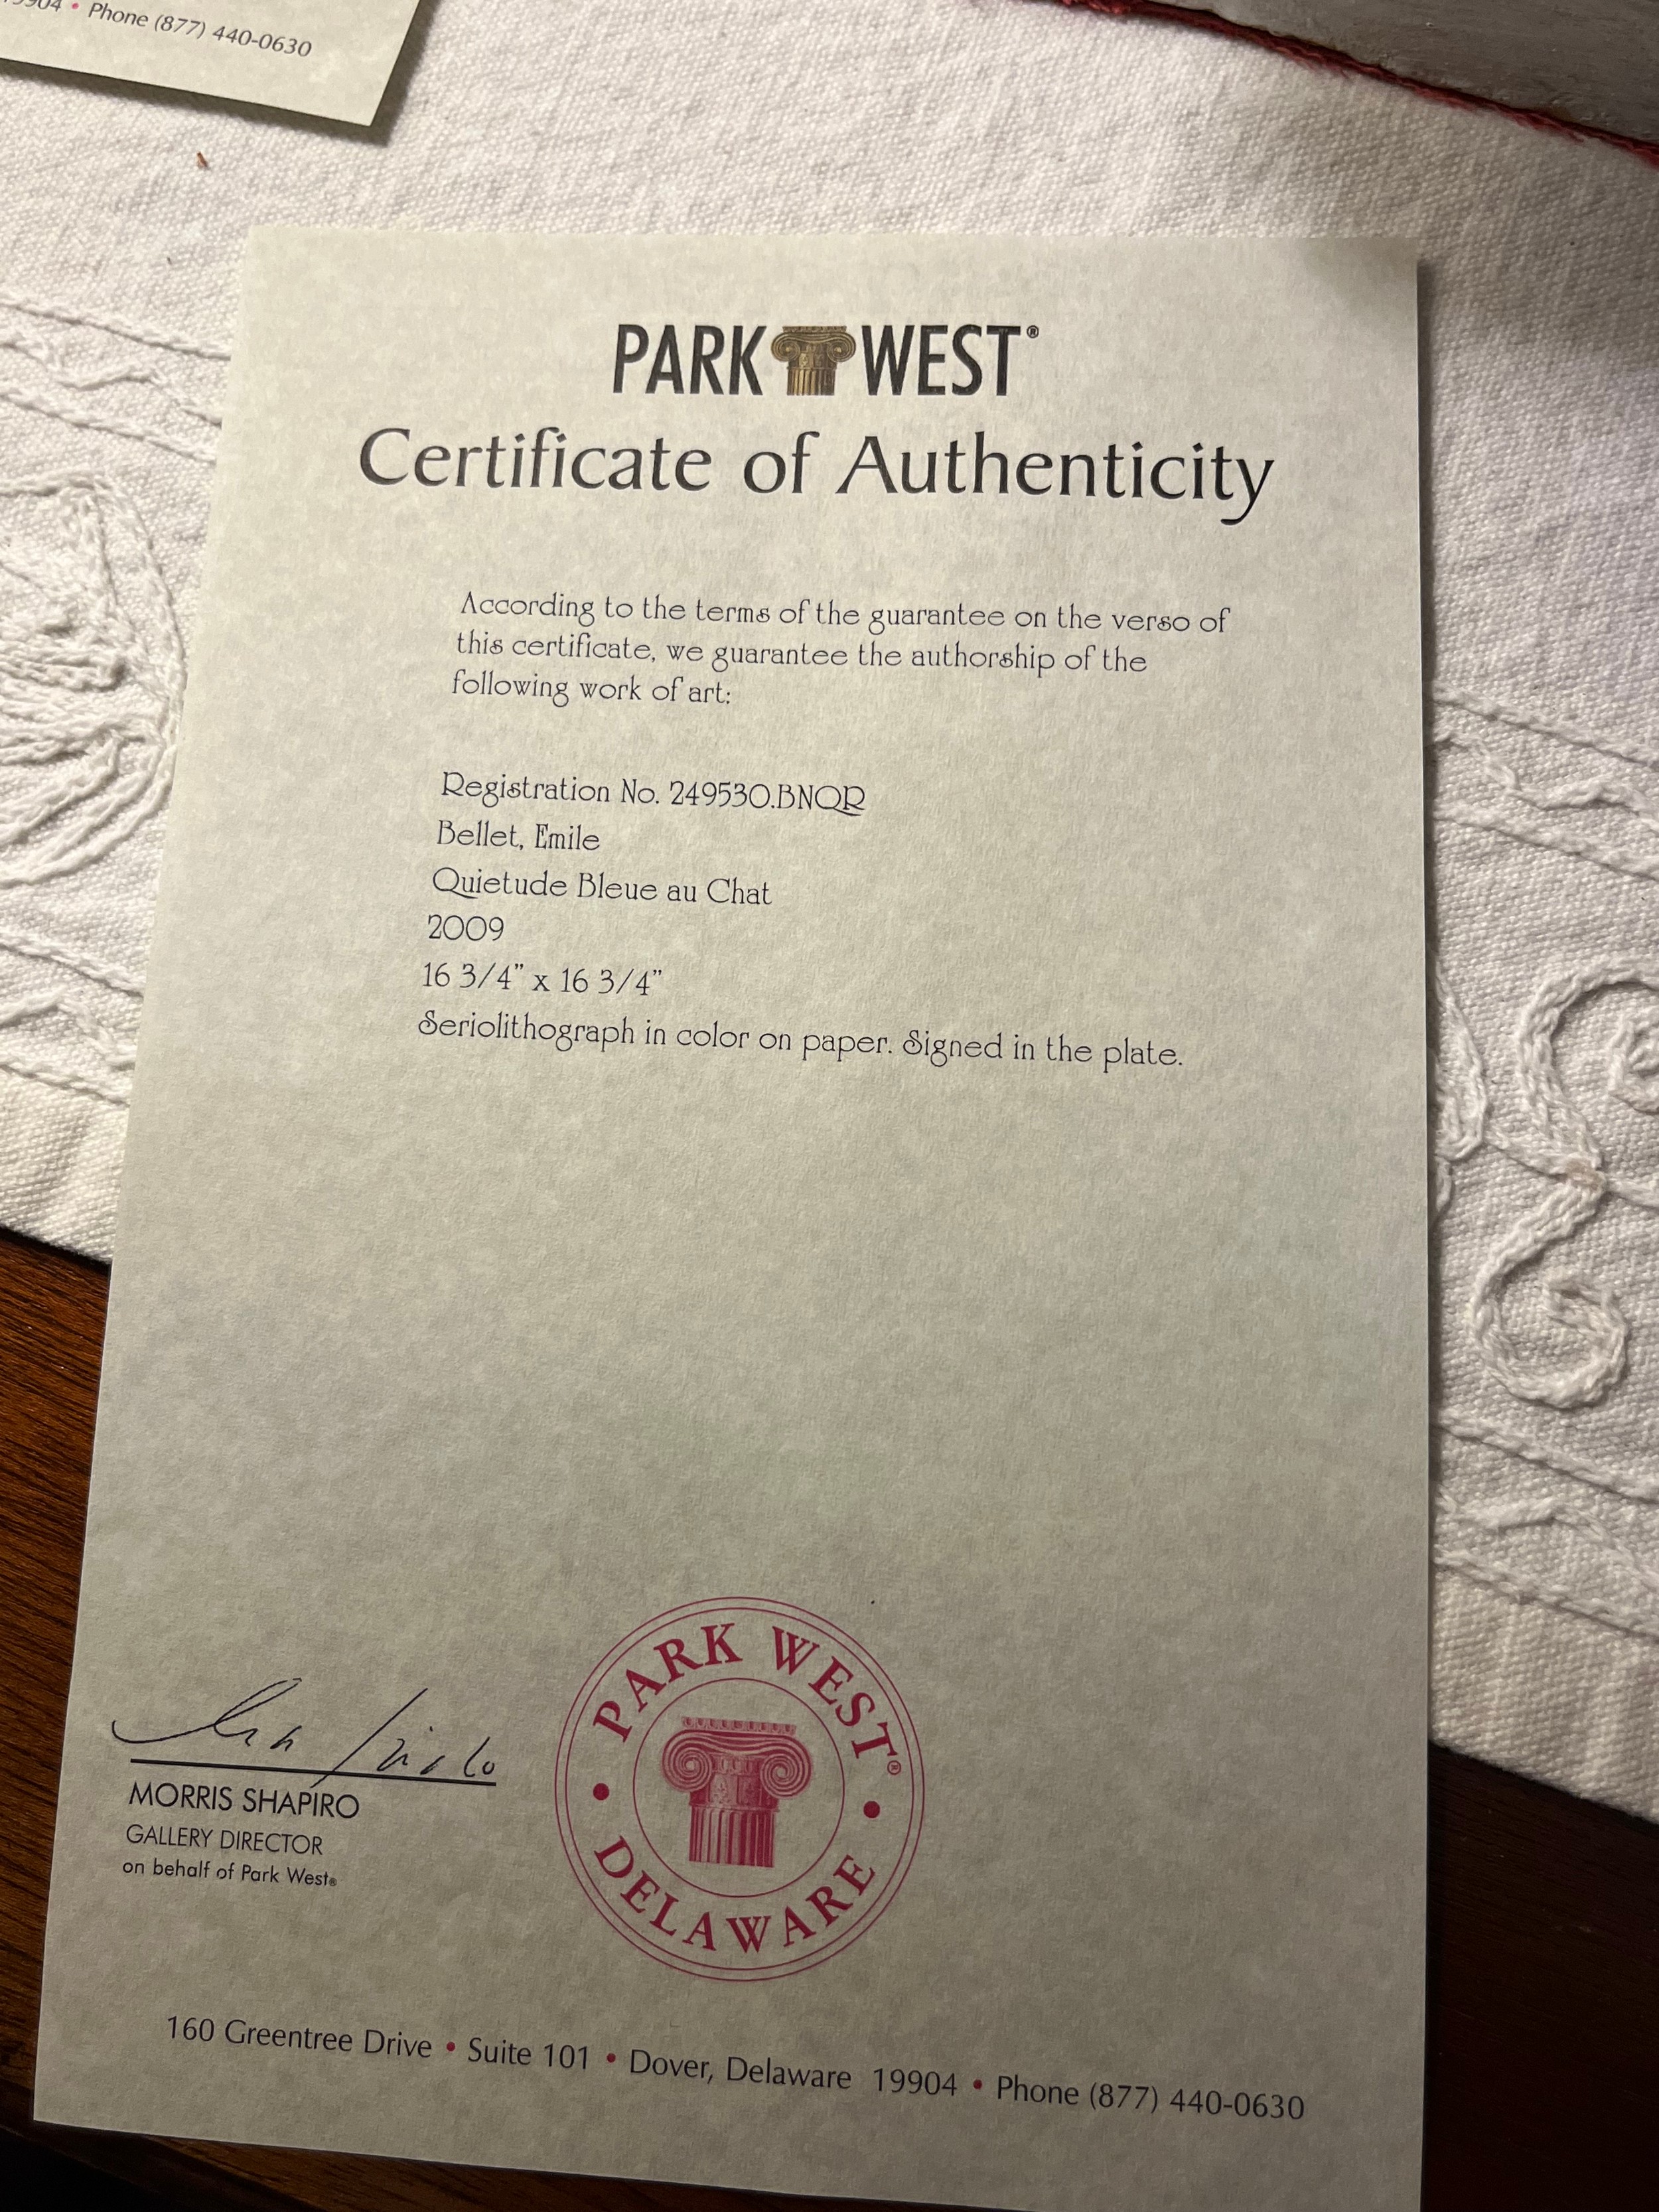 • Phone (877) 440-0630
PARK WEST®
Certificate of Authenticity
According to the terms of the guarantee on the verso of
this certificate, we guarantee the authorship of the
following work of art:
Registration No. 249530.BNQR
Bellet, Emile
Quietude Bleue au Chat
2009
16 3/4" x 16 3/4"
Seriolithograph in color on paper. Signed in the plate.
MORRIS SHAPIRO
GALLERY DIRECTOR
on behalf of Park West®
PARK WEST®
• DELAWARE •
160 Greentree Drive • Suite 101 • Dover, Delaware 19904 • Phone (877) 440-0630